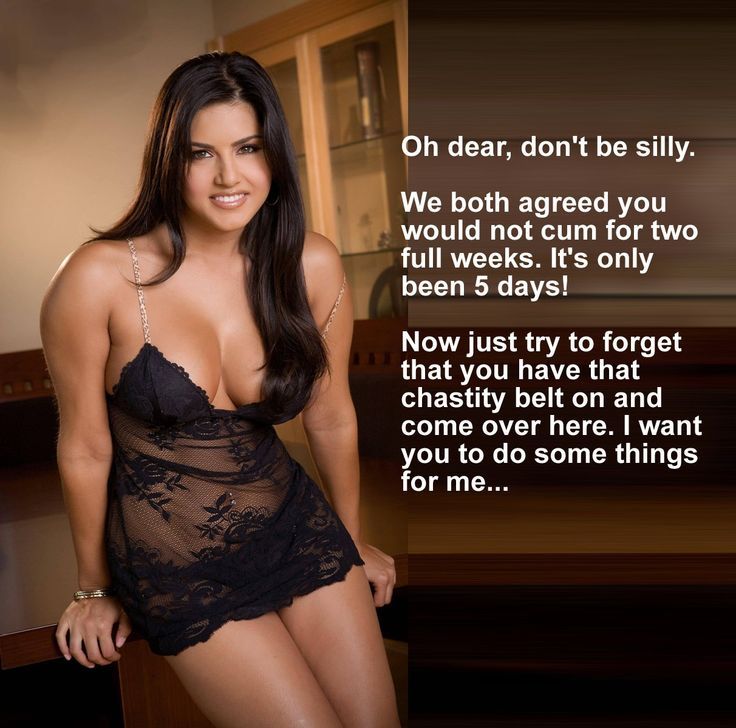 Oh dear, don't be silly.
We both agreed you
would not cum for two
full weeks. It's only
been 5 days!
Now just try to forget
that you have that
chastity belt on and
come over here. I want
you to do some things
for me...